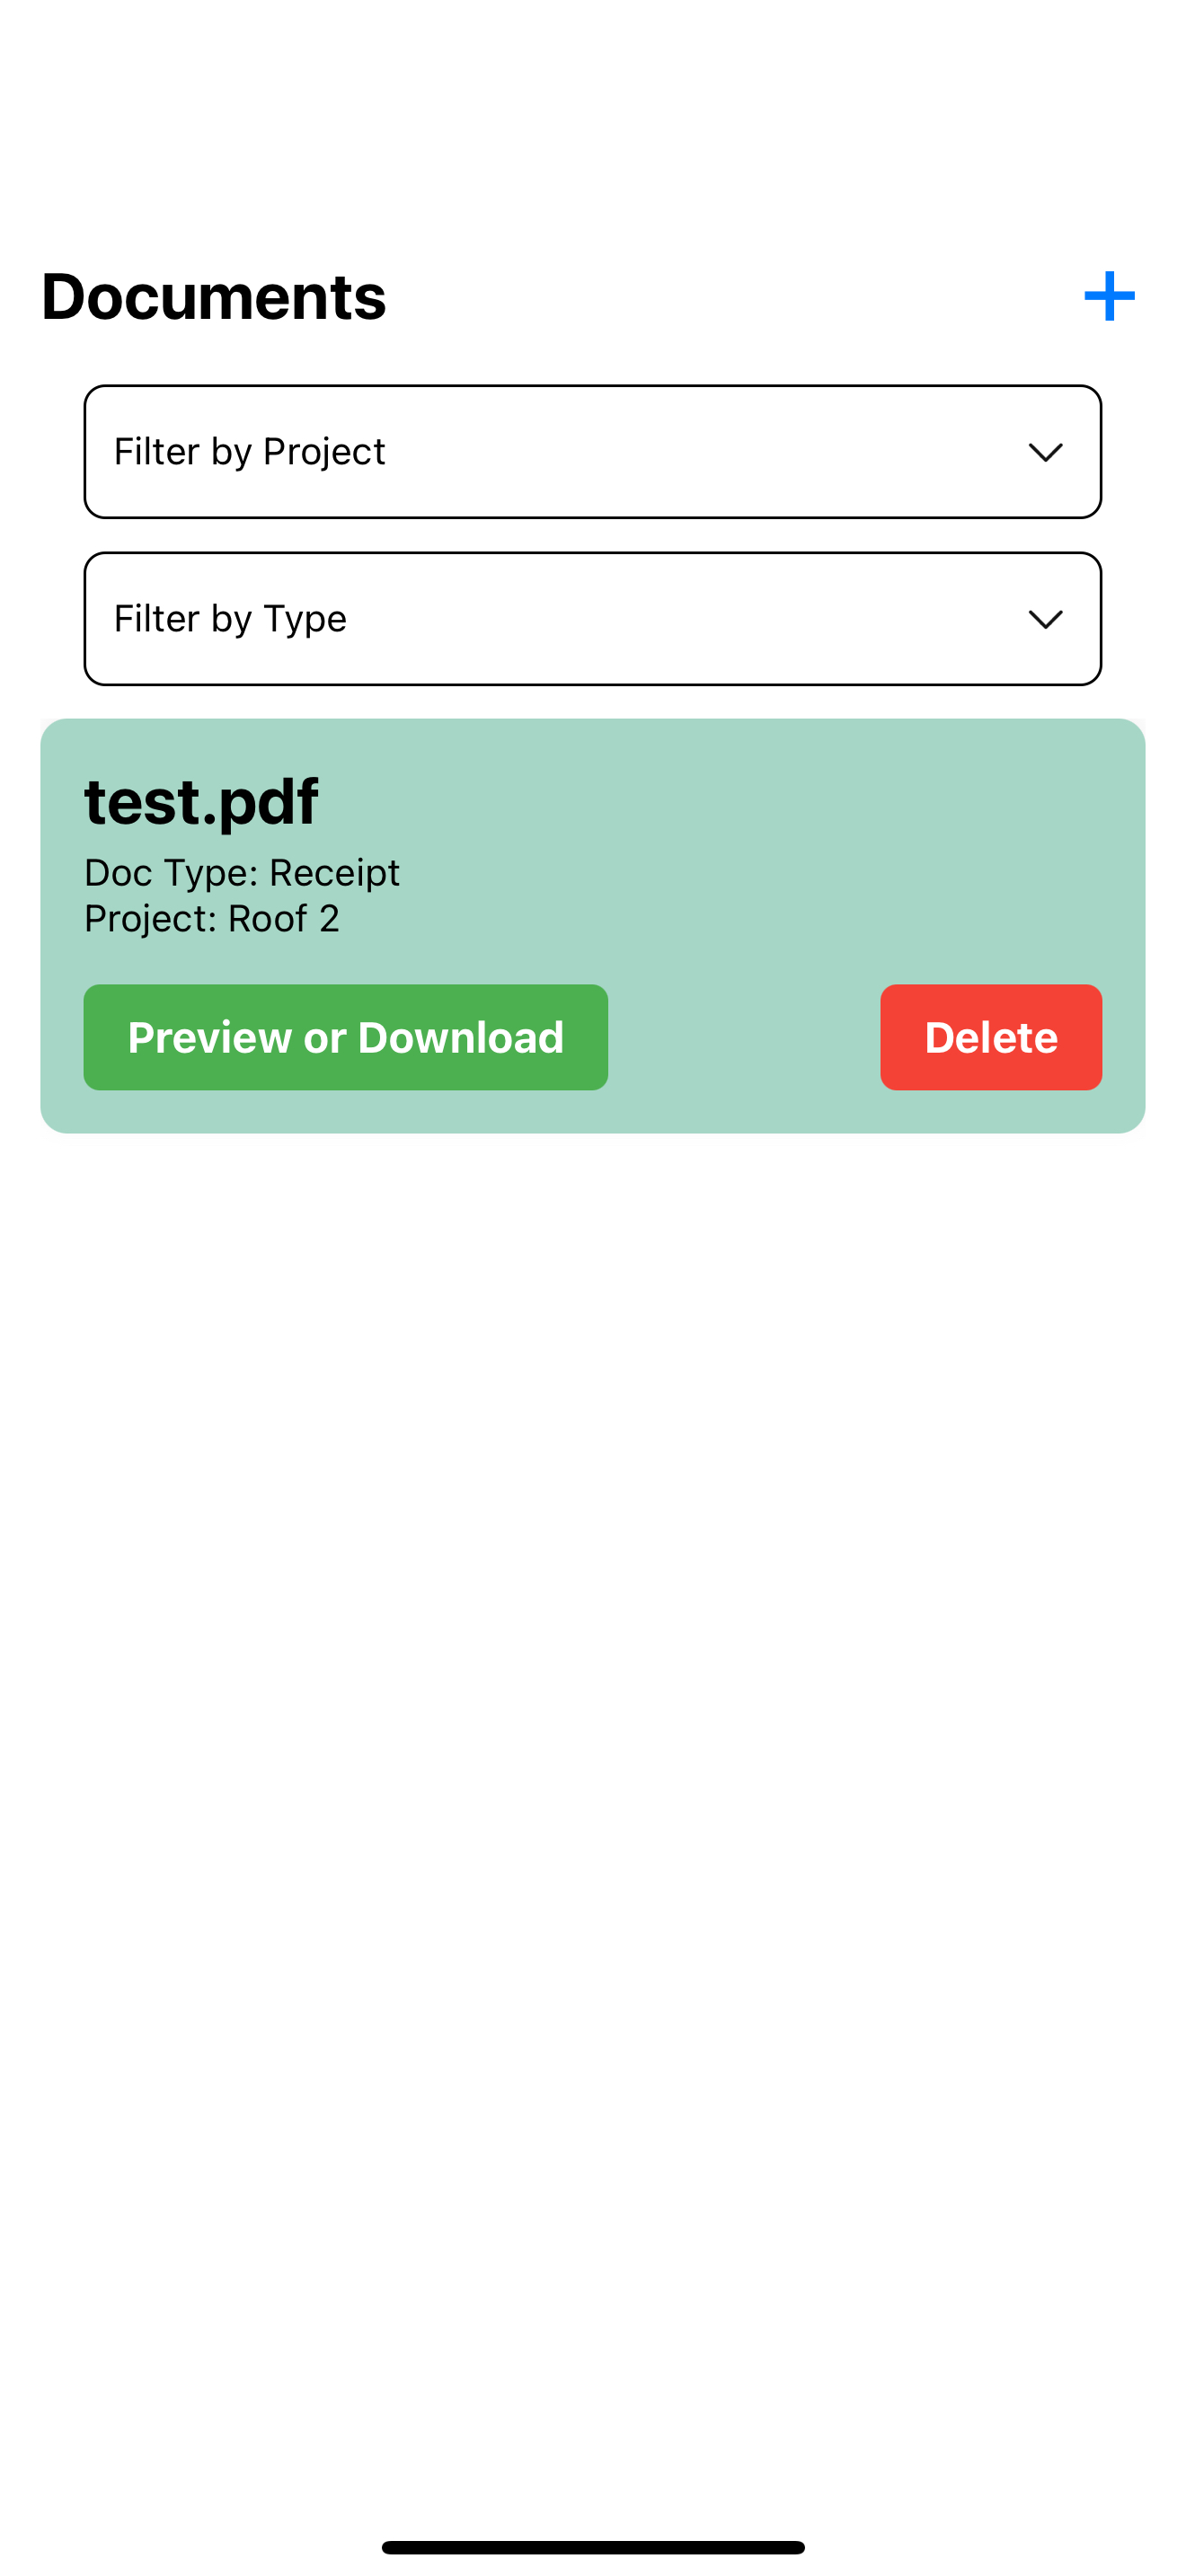 Documents
Filter by Project
Filter by Type
test.pdf
Doc Type: Receipt
Project: Roof 2
Preview or Download
Delete